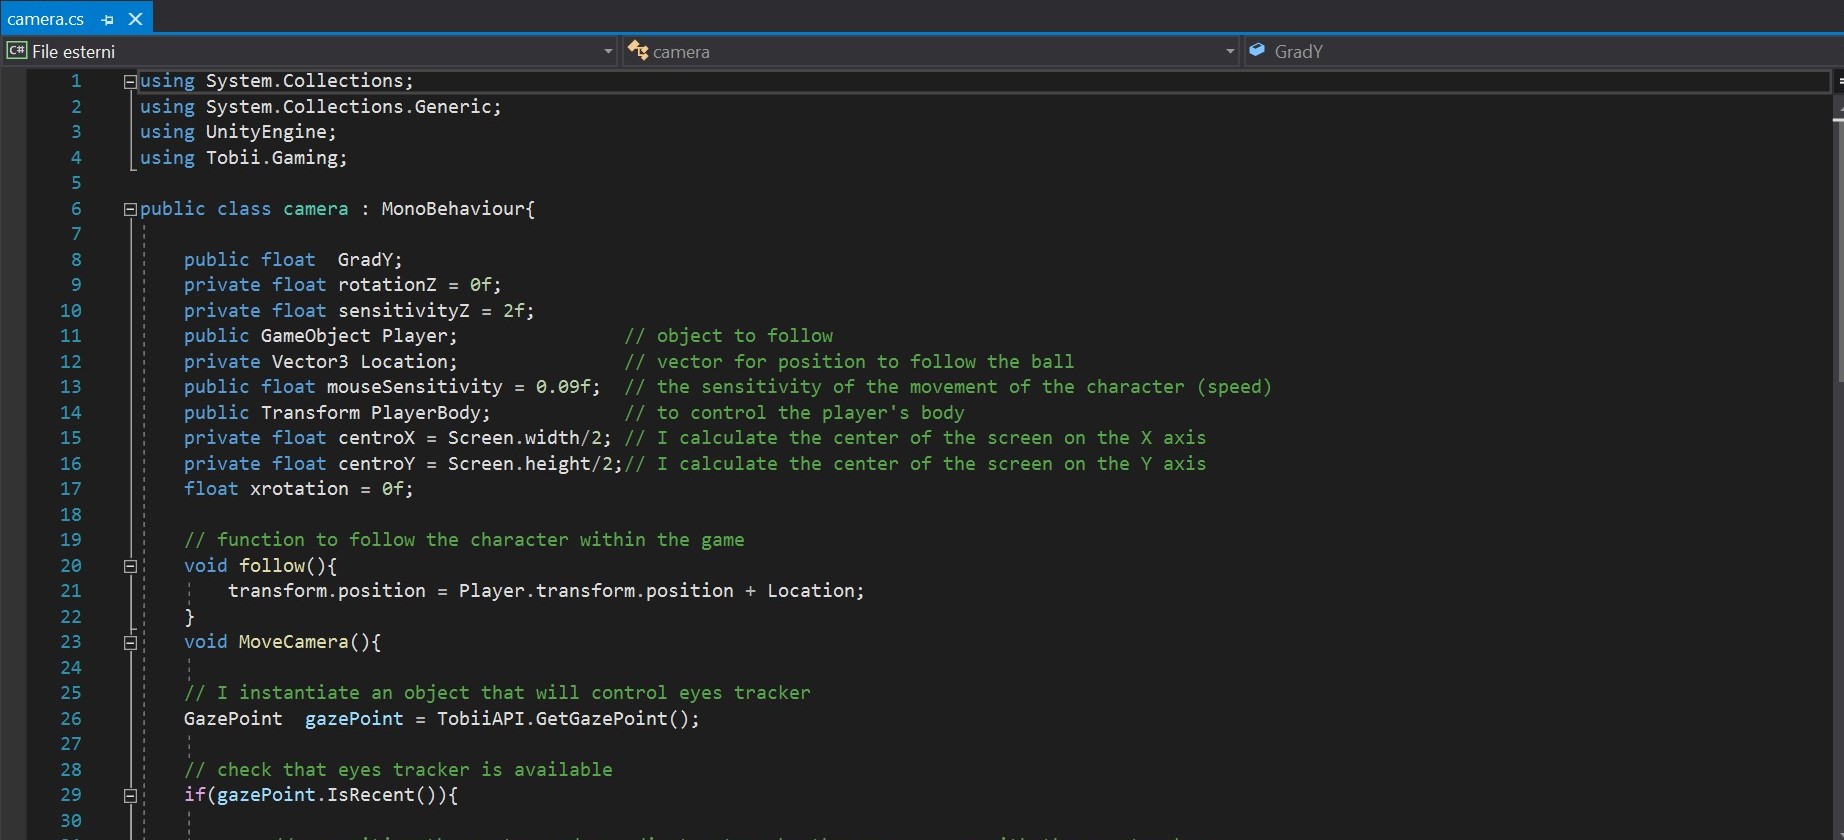 camera.cs
C# File esterni camera GradY
1 using System.Collections;
2 using System.Collections.Generic;
3 using UnityEngine;
4 using Tobii.Gaming;
5
6 public class camera : MonoBehaviour{
7
8 public float  GradY;
9 private float rotationZ = 0f;
10 private float sensitivityZ = 2f;
11 public GameObject Player; // object to follow
12 private Vector3 Location; // vector for position to follow the ball
13 public float mouseSensitivity = 0.09f; // the sensitivity of the movement of the character (speed)
14 public Transform PlayerBody; // to control the player's body
15 private float centroX = Screen.width/2; // I calculate the center of the screen on the X axis
16 private float centroY = Screen.height/2;// I calculate the center of the screen on the Y axis
17 float xrotation = 0f;
18
19 // function to follow the character within the game
20 void follow(){
21 transform.position = Player.transform.position + Location;
22 }
23 void MoveCamera(){
24
25 // I instantiate an object that will control eyes tracker
26 GazePoint  gazePoint = TobiiAPI.GetGazePoint();
27
28 // check that eyes tracker is available
29 if(gazePoint.IsRecent()){
30